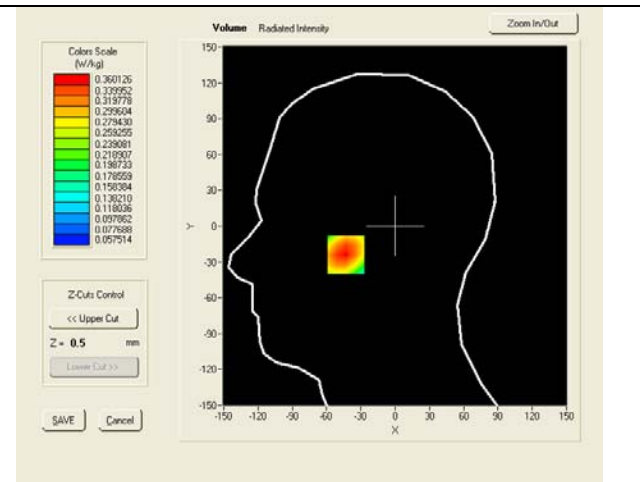 Volume Radiated Intensity
Zoom In/Out
Colors Scale
(W/kg)
0.360126
0.339952
0.319778
0.299604
0.279430
0.259255
0.239081
0.218907
0.198733
0.178559
0.158384
0.138210
0.118036
0.097862
0.077688
0.057514
Z-Cuts Control
<< Upper Cut
Z = 0.5 mm
Lower Cut >>
SAVE Cancel
150
120
90
60
30
0
-30
-60
-90
-120
-150
Y
-150 -120 -90 -60 -30 0 30 60 90 120 150
X